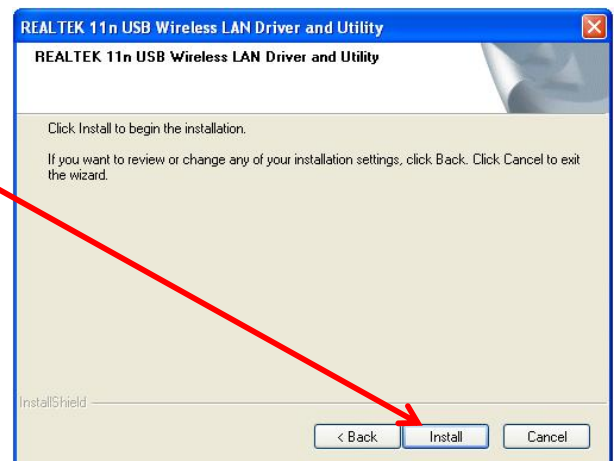 REALTEK 11n USB Wireless LAN Driver and Utility
REALTEK 11n USB Wireless LAN Driver and Utility
Click Install to begin the installation.
If you want to review or change any of your installation settings, click Back. Click Cancel to exit
the wizard.
InstallShield
< Back Install Cancel